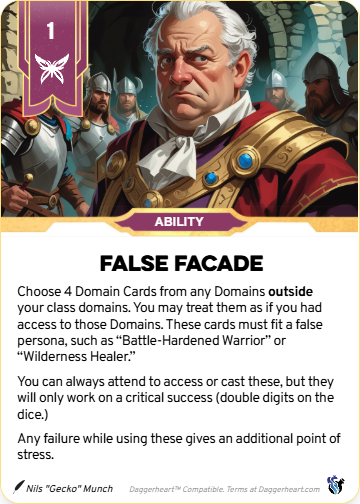 1
ABILITY
FALSE FACADE
Choose 4 Domain Cards from any Domains outside
your class domains. You may treat them as if you had
access to those Domains. These cards must fit a false
persona, such as “Battle-Hardened Warrior” or
“Wilderness Healer.”
You can always attend to access or cast these, but they
will only work on a critical success (double digits on the
dice.)
Any failure while using these gives an additional point of
stress.
Nils "Gecko" Munch
Daggerheart™ Compatible. Terms at Daggerheart.com